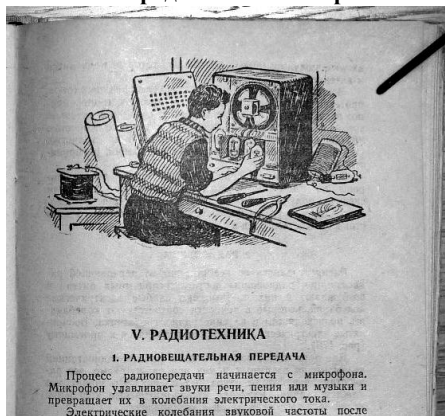 V. РАДИОТЕХНИКА
1. РАДИОВЕЩАТЕЛЬНАЯ ПЕРЕДАЧА
Процесс радиопередачи начинается с микрофона.
Микрофон улавливает звуки речи, пения или музыки и
превращает их в колебания электрического тока.
Электрические колебания звуковой частоты после